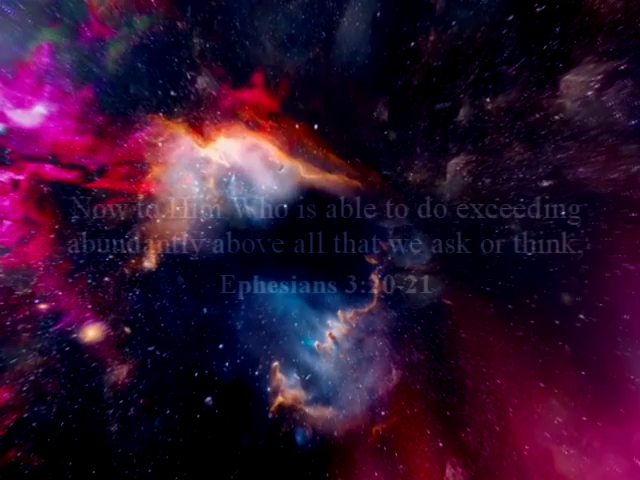 Now to Him Who is able to do exceeding
abundantly above all that we ask or think.
Ephesians 3:20-21